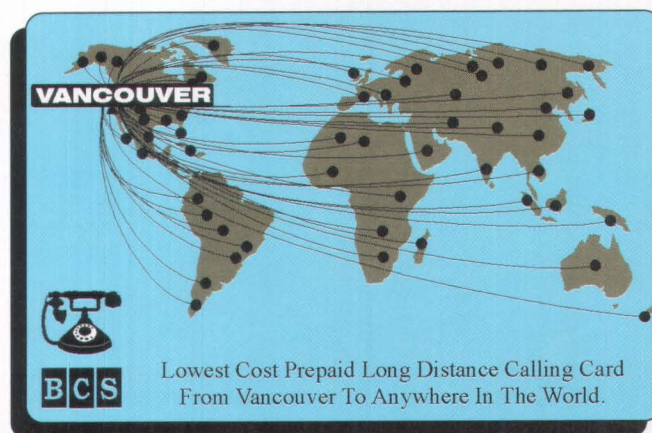 VANCOUVER
BCS
Lowest Cost Prepaid Long Distance Calling Card
From Vancouver To Anywhere In The World.